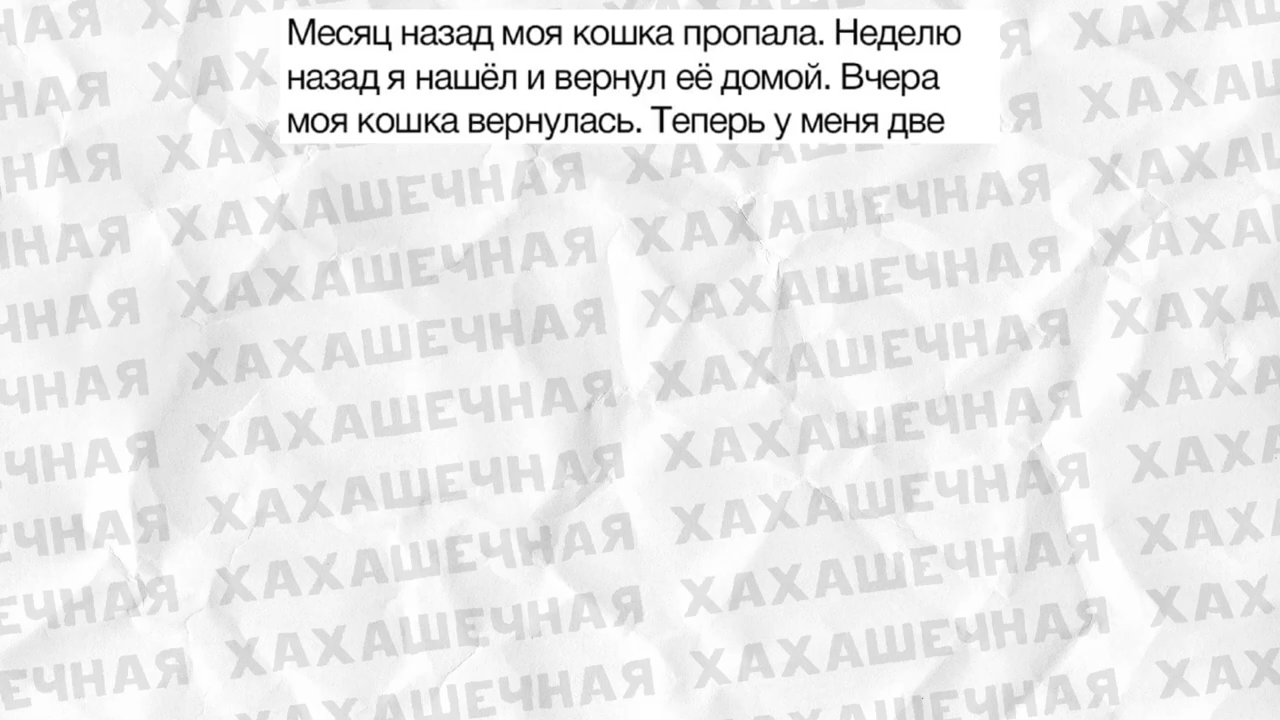 Месяц назад моя кошка пропала. Неделю
назад я нашёл и вернул её домой. Вчера
моя кошка вернулась. Теперь у меня две
ХАХАШЕЧНАЯ